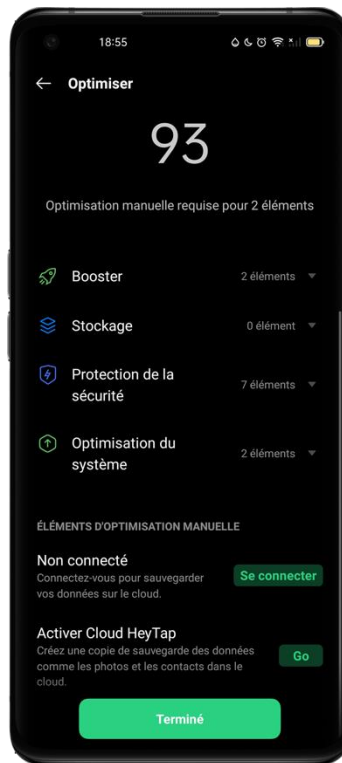 18:55
Optimiser
93
Optimisation manuelle requise pour 2 éléments
Booster 2 éléments
Stockage 0 élément
Protection de la
sécurité 7 éléments
Optimisation du
système 2 éléments
ÉLÉMENTS D'OPTIMISATION MANUELLE
Non connecté
Connectez-vous pour sauvegarder
vos données sur le cloud.
Se connecter
Activer Cloud HeyTap
Créez une copie de sauvegarde des données
comme les photos et les contacts dans le
cloud.
Go
Terminé